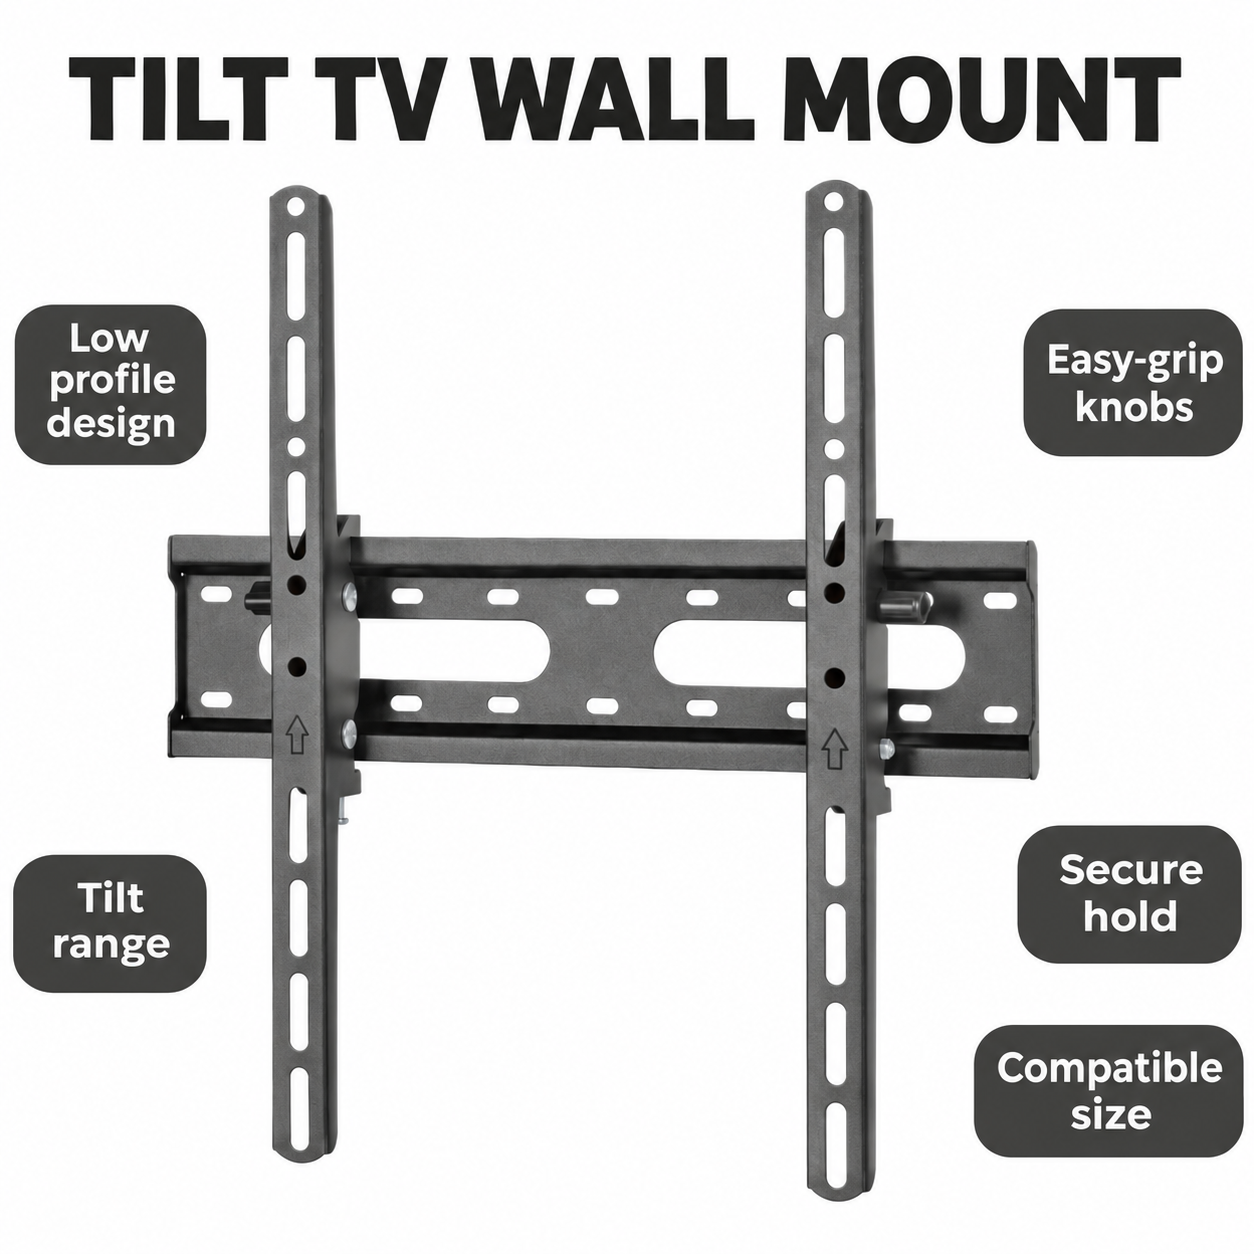 TILT TV WALL MOUNT
Low
profile
design
Easy-grip
knobs
Tilt
range
Secure
hold
Compatible
size